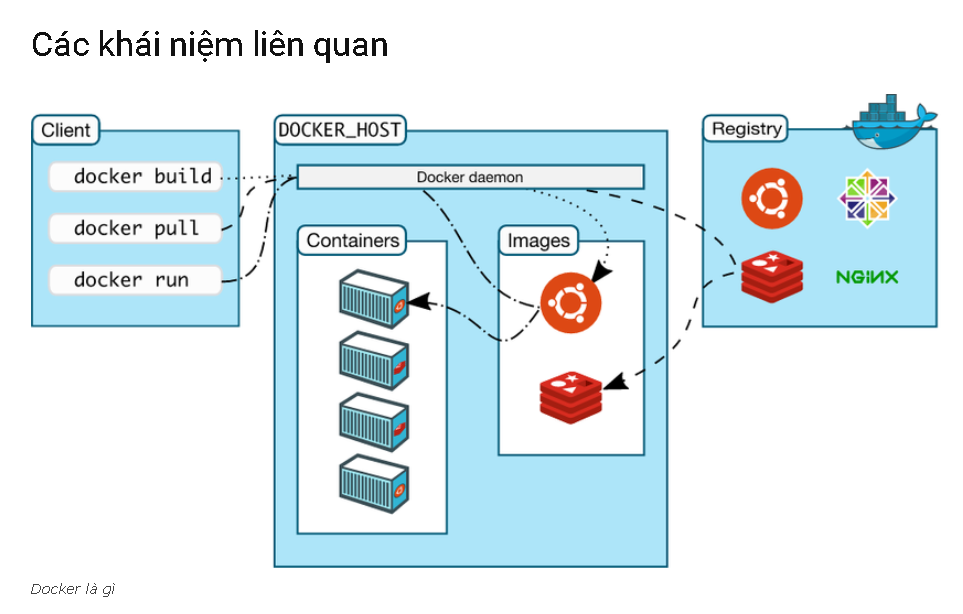 Các khái niệm liên quan
Client
docker build
docker pull
docker run
DOCKER_HOST
Docker daemon
Containers
Images
Registry
NGINX
Docker là gì